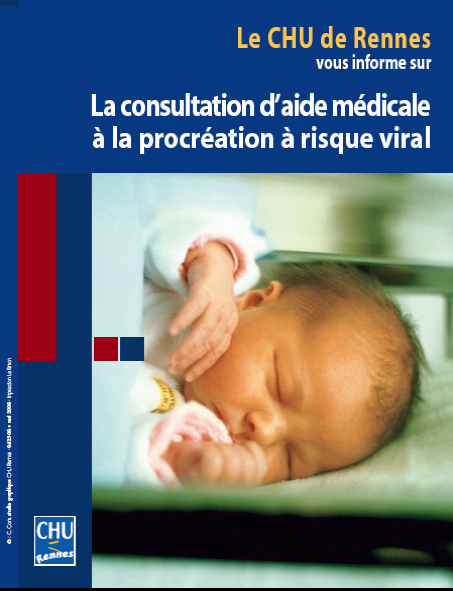 Le CHU de Rennes
vous informe sur
La consultation d'aide médicale
à la procréation à risque viral
CHU
Rennes